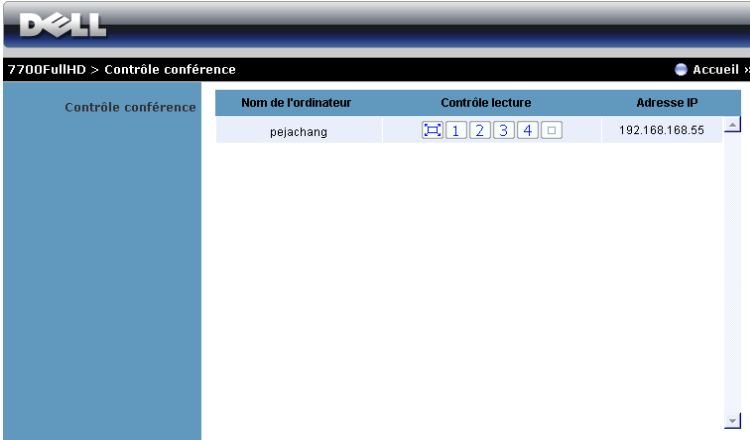 DELL
7700FullHD > Contrôle conférence
Accueil »
Contrôle conférence
Nom de l'ordinateur Contrôle lecture Adresse IP
pejachang 1 2 3 4 192.168.168.55